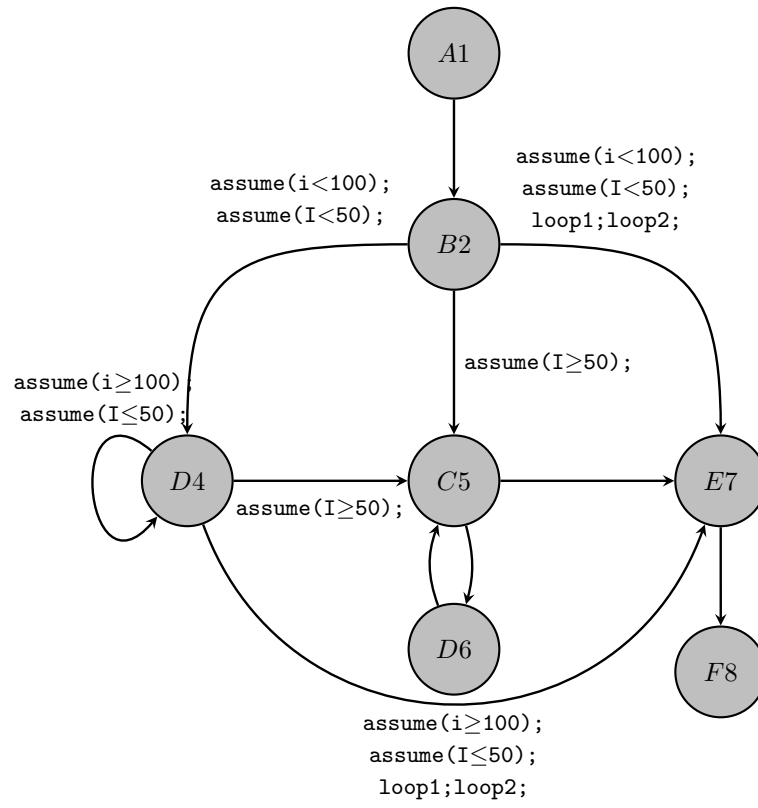 A1
assume(i<100);
assume(I<50);
loop1;loop2;
assume(i<100);
assume(I<50);
B2
assume(I≥50);
assume(i≥100);
assume(I≤50);
D4
C5
E7
assume(I≥50);
D6
F8
assume(i≥100);
assume(I≤50);
loop1;loop2;